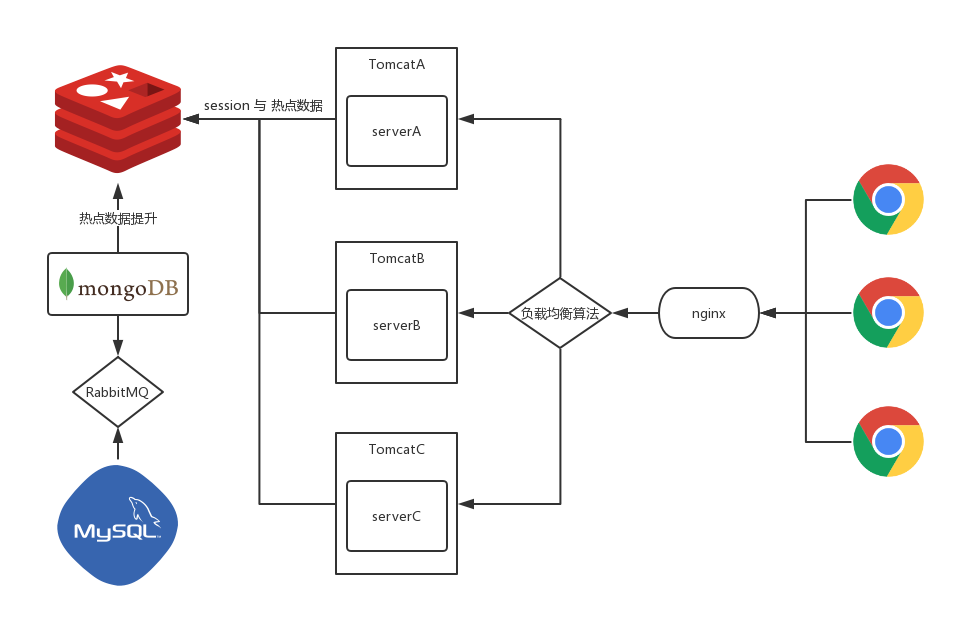 TomcatA
session 与 热点数据
serverA
热点数据提升
TomcatB
mongoDB
serverB
负载均衡算法
nginx
RabbitMQ
TomcatC
serverC
MySQL